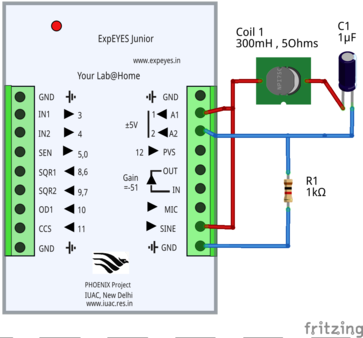 ExpEYES Junior
www.expeyes.in
Your Lab@Home
GND
IN1 3
IN2 4
SEN 5,0
SQR1 8,6
SQR2 9,7
OD1 10
CCS 11
GND
GND
±5V
1 A1
2 A2
12 PVS
Gain
=-51
OUT
IN
MIC
SINE
GND
PHOENIX Project
IUAC, New Delhi
www.iuac.res.in
Coil 1
300mH , 5Ohms
C1
1µF
R1
1kΩ
fritzing